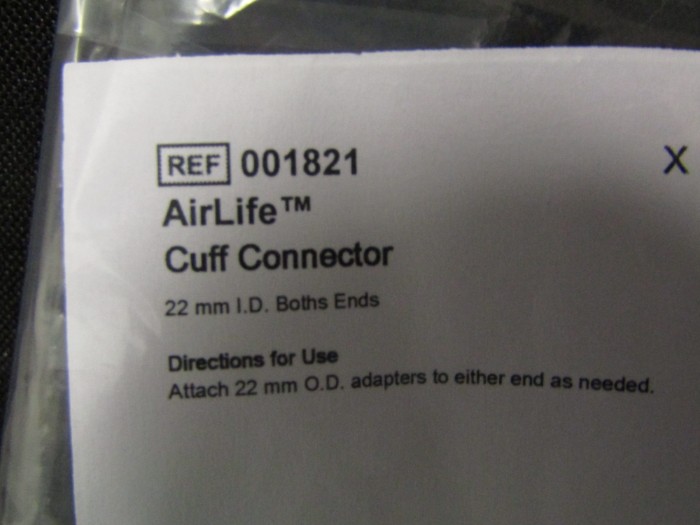 REF 001821 X
AirLife™
Cuff Connector
22 mm I.D. Boths Ends
Directions for Use
Attach 22 mm O.D. adapters to either end as needed.